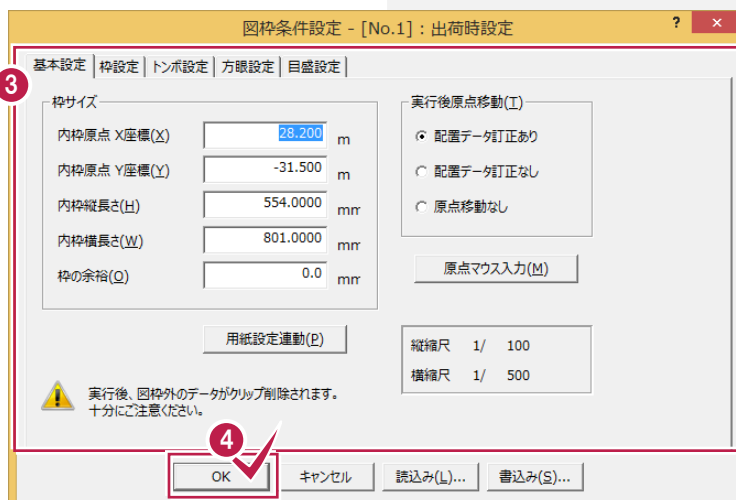 図枠条件設定 - [No.1] : 出荷時設定
? ×
3
基本設定 枠設定 トンボ設定 方眼設定 目盛設定
枠サイズ
内枠原点 X座標(X) 28.200 m
内枠原点 Y座標(Y) -31.500 m
内枠縦長さ(H) 554.0000 mm
内枠横長さ(W) 801.0000 mm
枠の余裕(O) 0.0 mm
用紙設定連動(P)
実行後原点移動(T)
配置データ訂正あり
配置データ訂正なし
原点移動なし
原点マウス入力(M)
縦縮尺 1/ 100
横縮尺 1/ 500
実行後、図枠外のデータがクリップ削除されます。
十分にご注意ください。
4
OK キャンセル 読込み(L)... 書込み(S)...